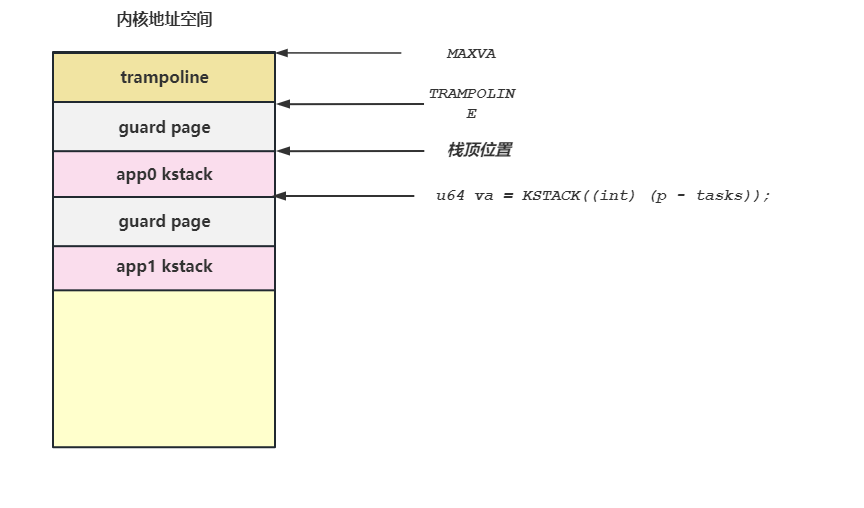 内核地址空间
trampoline
MAXVA
TRAMPOLIN
E
guard page
栈顶位置
app0 kstack
u64 va = KSTACK((int) (p - tasks));
guard page
app1 kstack